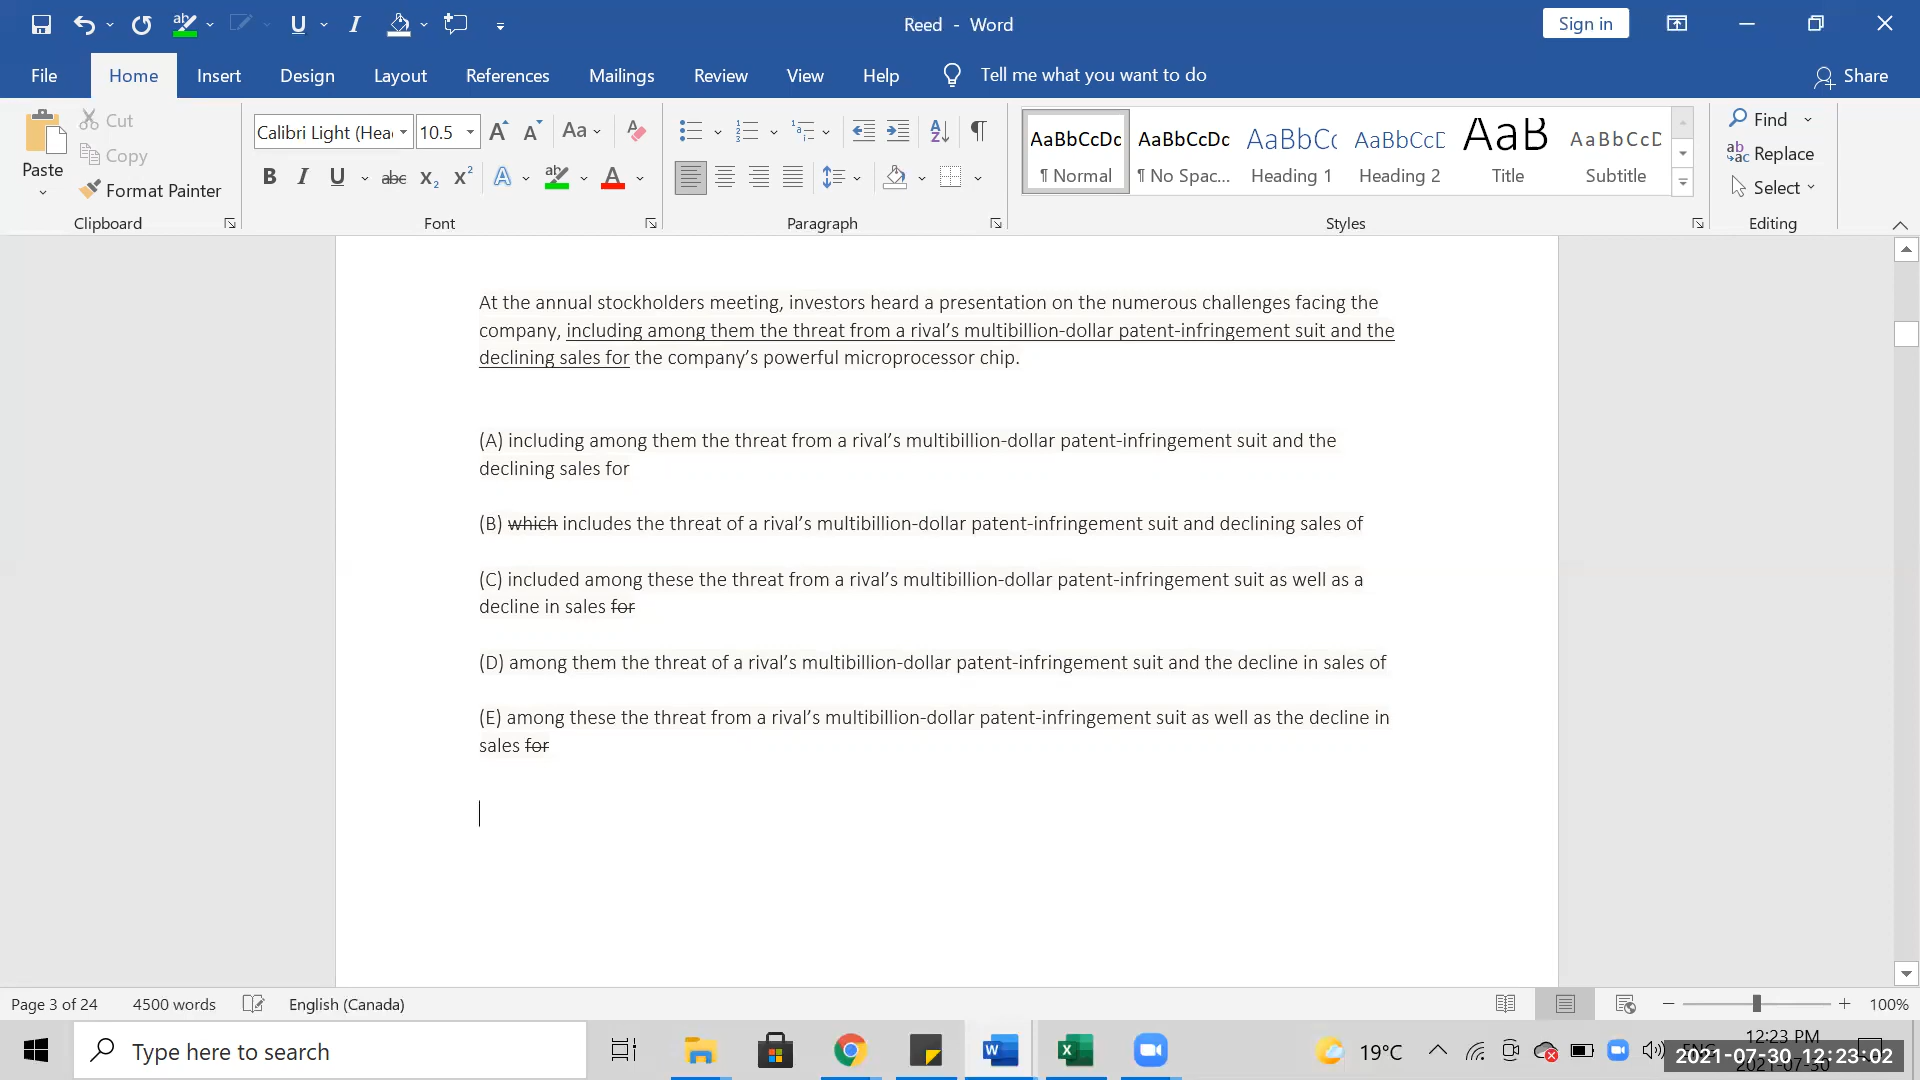 Reed - Word
Sign in
File Home Insert Design Layout References Mailings Review View Help Tell me what you want to do Share
Paste Cut Copy Format Painter
Clipboard
Calibri Light (Hea 10.5
Font
Paragraph
AaBbCcDc AaBbCcDc AaBbCc AaBbCcD AaB AaBbCcD
¶ Normal ¶ No Spac... Heading 1 Heading 2 Title Subtitle
Styles
Find
Replace
Select
Editing
At the annual stockholders meeting, investors heard a presentation on the numerous challenges facing the
company, including among them the threat from a rival’s multibillion-dollar patent-infringement suit and the
declining sales for the company’s powerful microprocessor chip.
(A) including among them the threat from a rival’s multibillion-dollar patent-infringement suit and the
declining sales for
(B) which includes the threat of a rival’s multibillion-dollar patent-infringement suit and declining sales of
(C) included among these the threat from a rival’s multibillion-dollar patent-infringement suit as well as a
decline in sales for
(D) among them the threat of a rival’s multibillion-dollar patent-infringement suit and the decline in sales of
(E) among these the threat from a rival’s multibillion-dollar patent-infringement suit as well as the decline in
sales for
Page 3 of 24 4500 words English (Canada) 100%
Type here to search 19°C 12:23 PM
2021-07-30 12:23:02